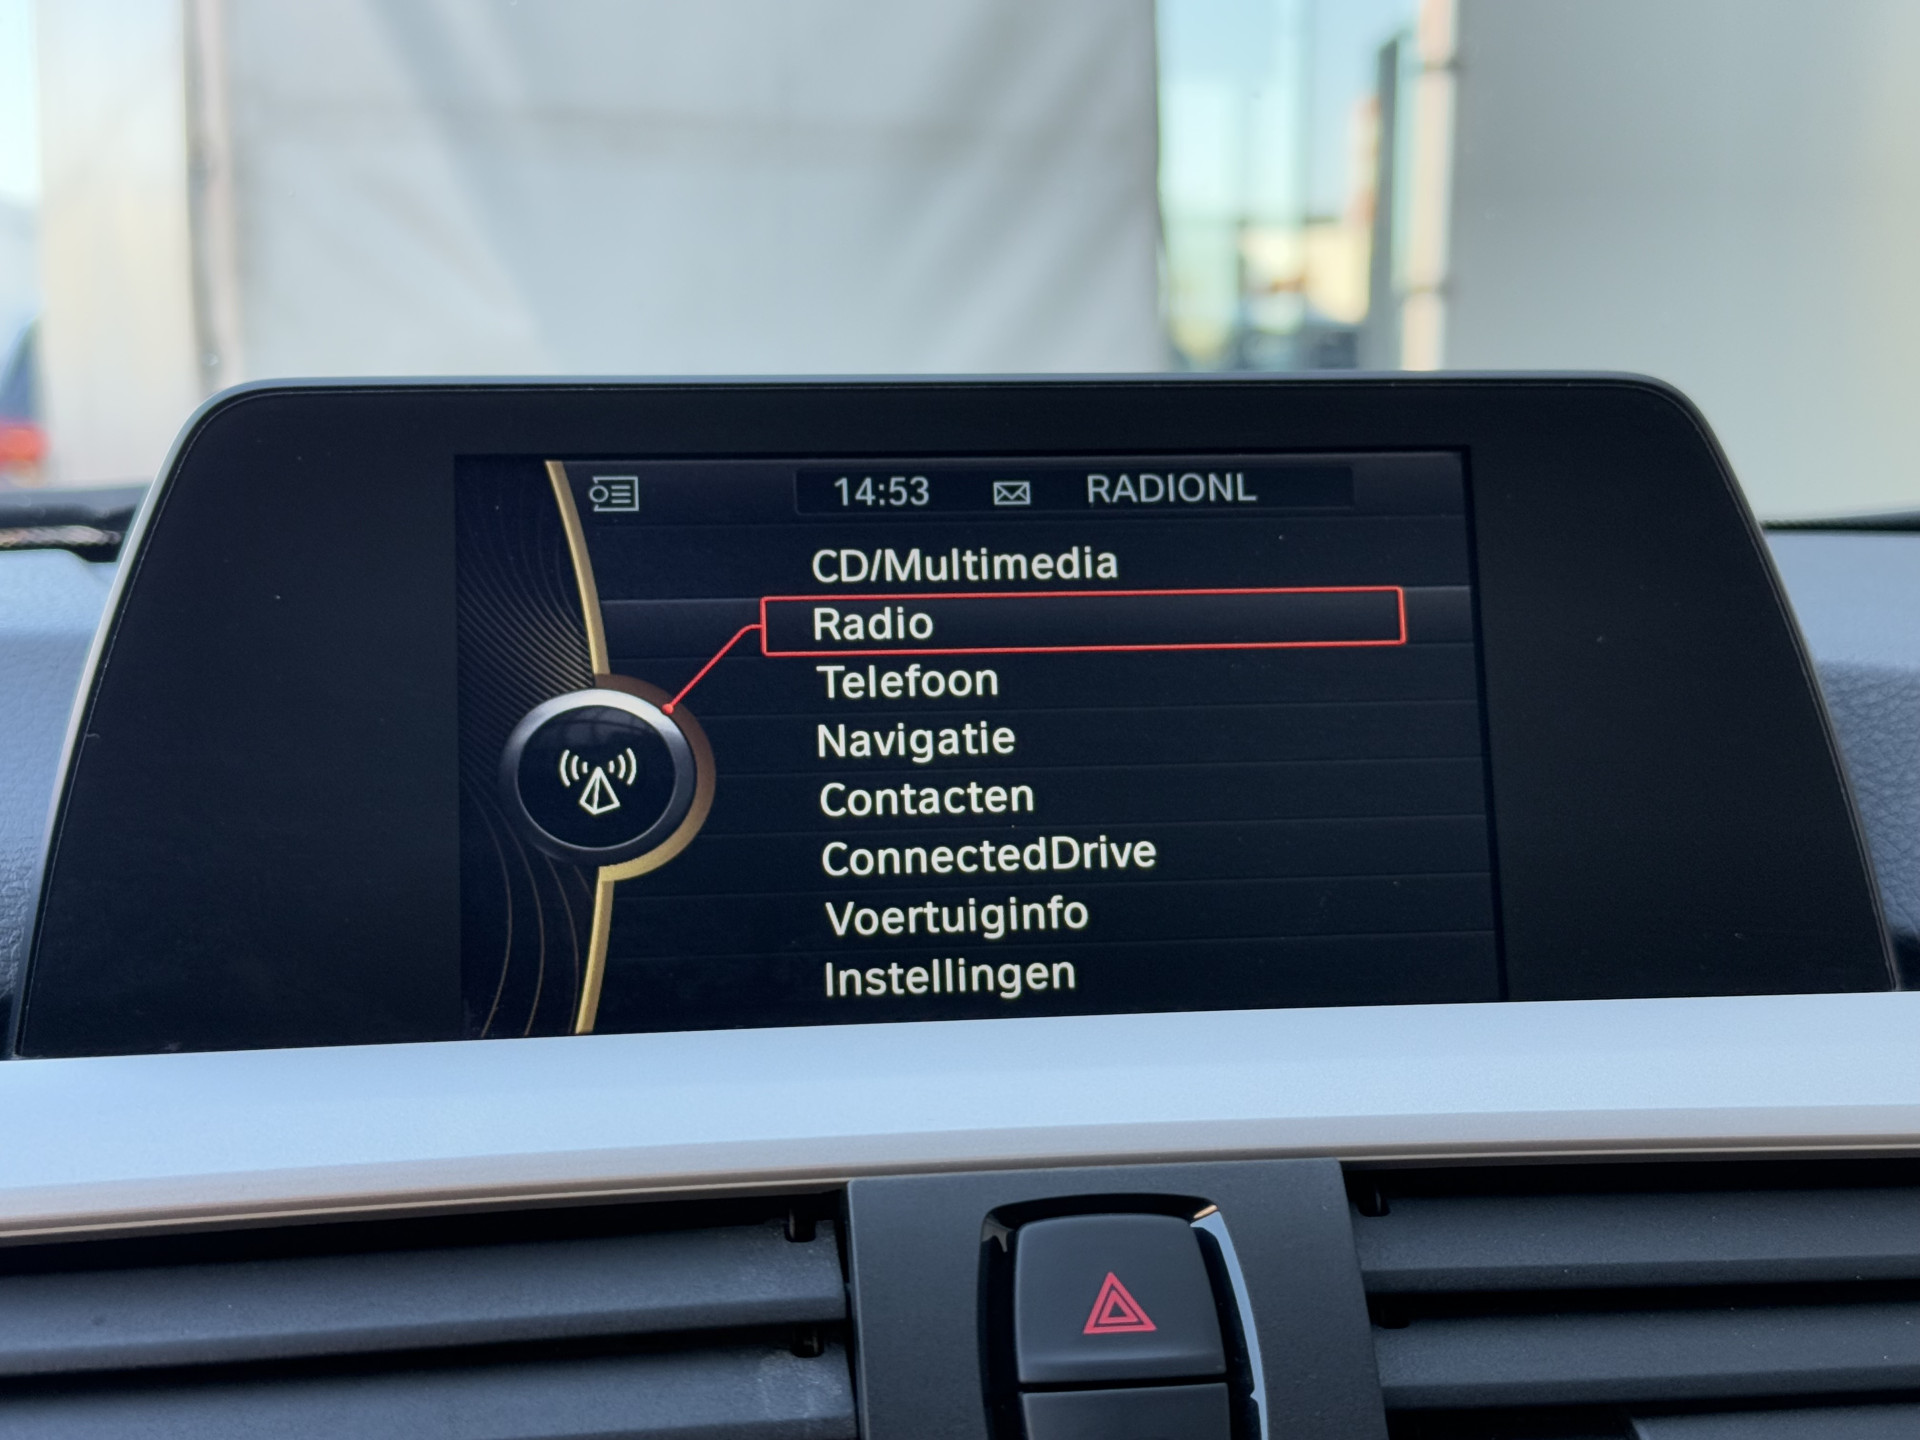 14:53 RADIONL
CD/Multimedia
Radio
Telefoon
Navigatie
Contacten
ConnectedDrive
Voertuiginfo
Instellingen